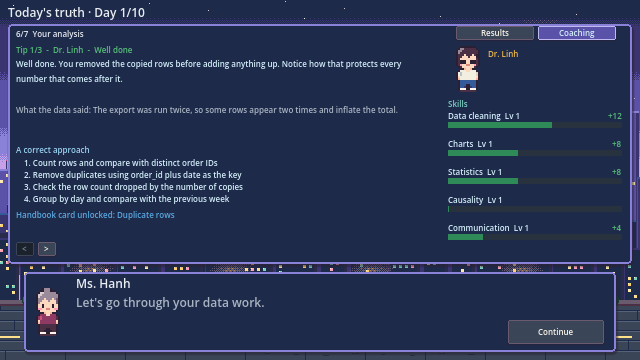 Today's truth · Day 1/10
6/7 Your analysis
Results
Coaching
Tip 1/3 - Dr. Linh - Well done
Well done. You removed the copied rows before adding anything up. Notice how that protects every
number that comes after it.
What the data said: The export was run twice, so some rows appear two times and inflate the total.
A correct approach
1. Count rows and compare with distinct order IDs
2. Remove duplicates using order_id plus date as the key
3. Check the row count dropped by the number of copies
4. Group by day and compare with the previous week
Handbook card unlocked: Duplicate rows
< >
Dr. Linh
Skills
Data cleaning Lv 1 +12
Charts Lv 1 +8
Statistics Lv 1 +8
Causality Lv 1
Communication Lv 1 +4
Ms. Hanh
Let's go through your data work.
Continue